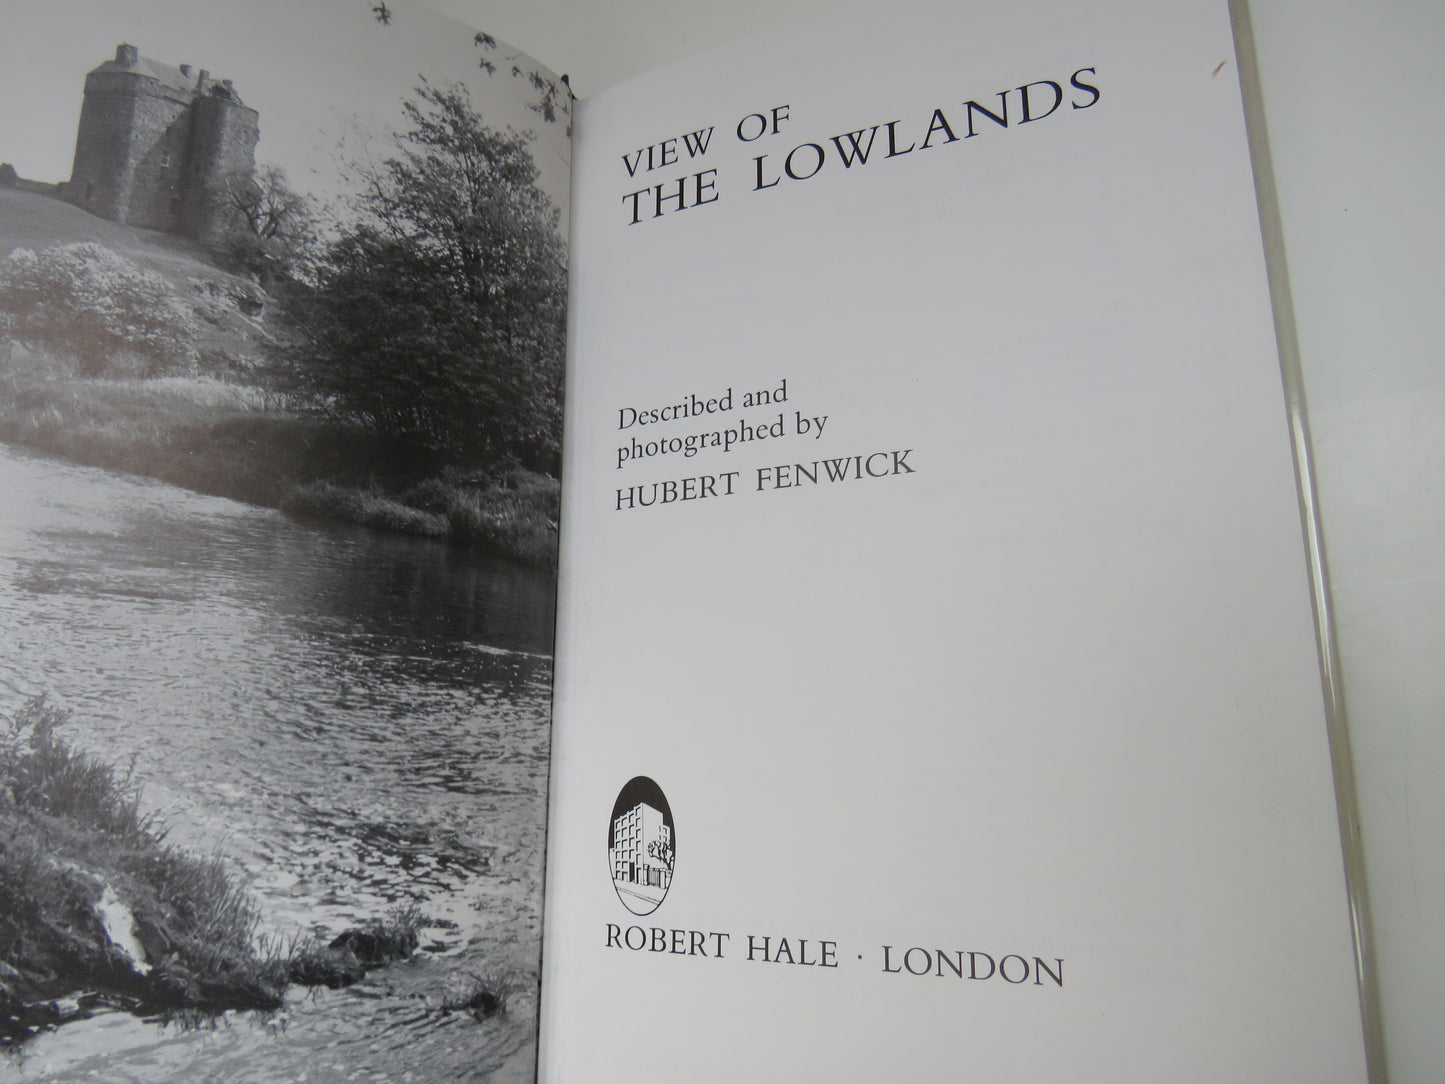 VIEW OF
THE LOWLANDS
Described and
photographed by
HUBERT FENWICK
ROBERT HALE · LONDON